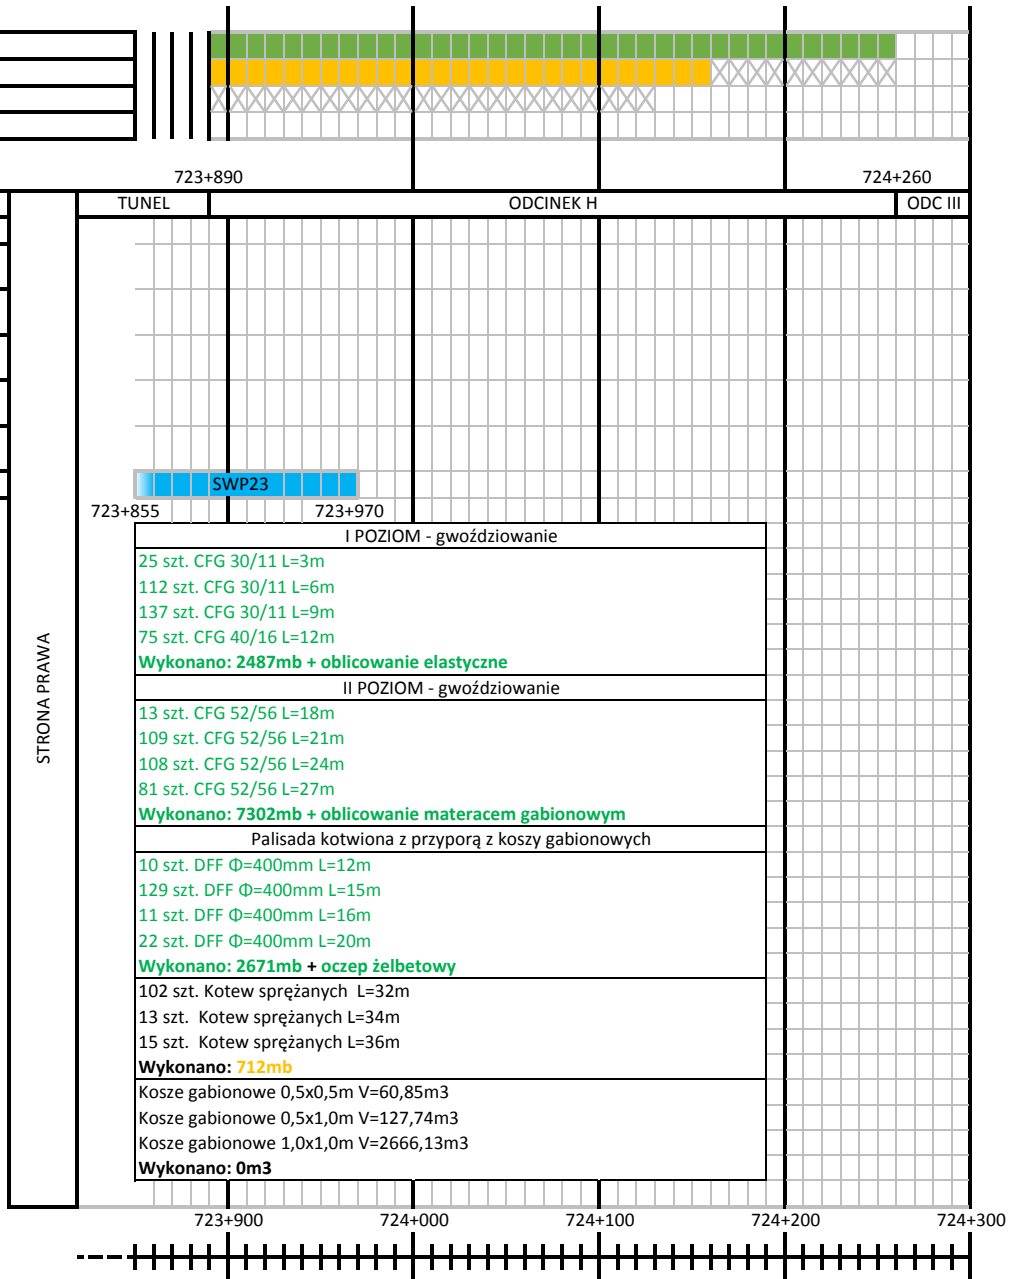 723+890
724+260
TUNEL
ODCINEK H
ODC III
SWP23
723+855
723+970
STRONA PRAWA
I POZIOM - gwoździowanie
25 szt. CFG 30/11 L=3m
112 szt. CFG 30/11 L=6m
137 szt. CFG 30/11 L=9m
75 szt. CFG 40/16 L=12m
Wykonano: 2487mb + oblicowanie elastyczne
II POZIOM - gwoździowanie
13 szt. CFG 52/56 L=18m
109 szt. CFG 52/56 L=21m
108 szt. CFG 52/56 L=24m
81 szt. CFG 52/56 L=27m
Wykonano: 7302mb + oblicowanie materacem gabionowym
Palisada kotwiona z przyporą z koszy gabionowych
10 szt. DFF Φ=400mm L=12m
129 szt. DFF Φ=400mm L=15m
11 szt. DFF Φ=400mm L=16m
22 szt. DFF Φ=400mm L=20m
Wykonano: 2671mb + oczep żelbetowy
102 szt. Kotew sprężanych L=32m
13 szt. Kotew sprężanych L=34m
15 szt. Kotew sprężanych L=36m
Wykonano: 712mb
Kosze gabionowe 0,5x0,5m V=60,85m3
Kosze gabionowe 0,5x1,0m V=127,74m3
Kosze gabionowe 1,0x1,0m V=2666,13m3
Wykonano: 0m3
723+900
724+000
724+100
724+200
724+300